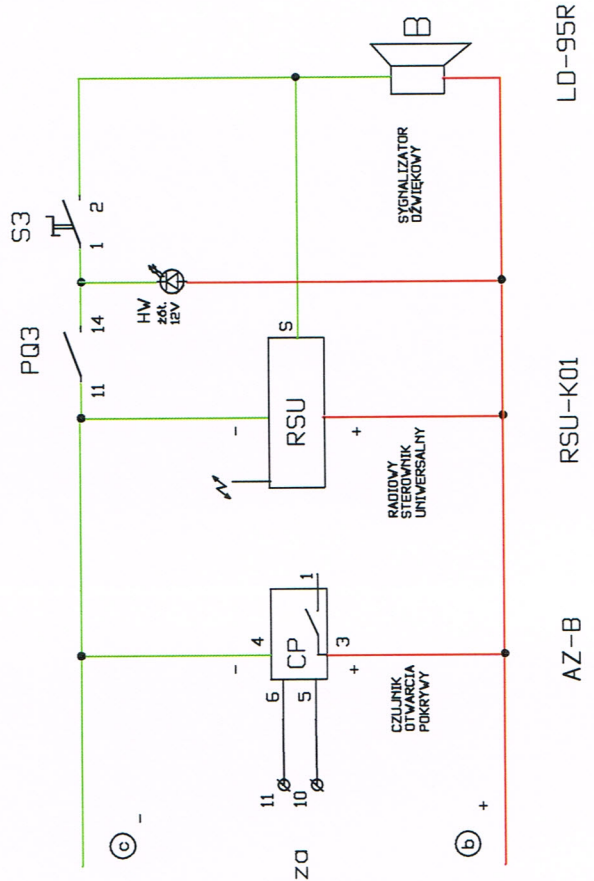 PQ3
S3
11
14
1
2
c
-
HW
żół.
12V
-
-
4
S
11
6
CP
1
RSU
B
10
5
za
3
+
+
CZUJNIK
OTWARCIA
POKRYWY
RADIOWY
STEROWNIK
UNIWERSALNY
SYGNALIZATOR
DŹWIĘKOWY
b
+
AZ-B
RSU-K01
LD-95R